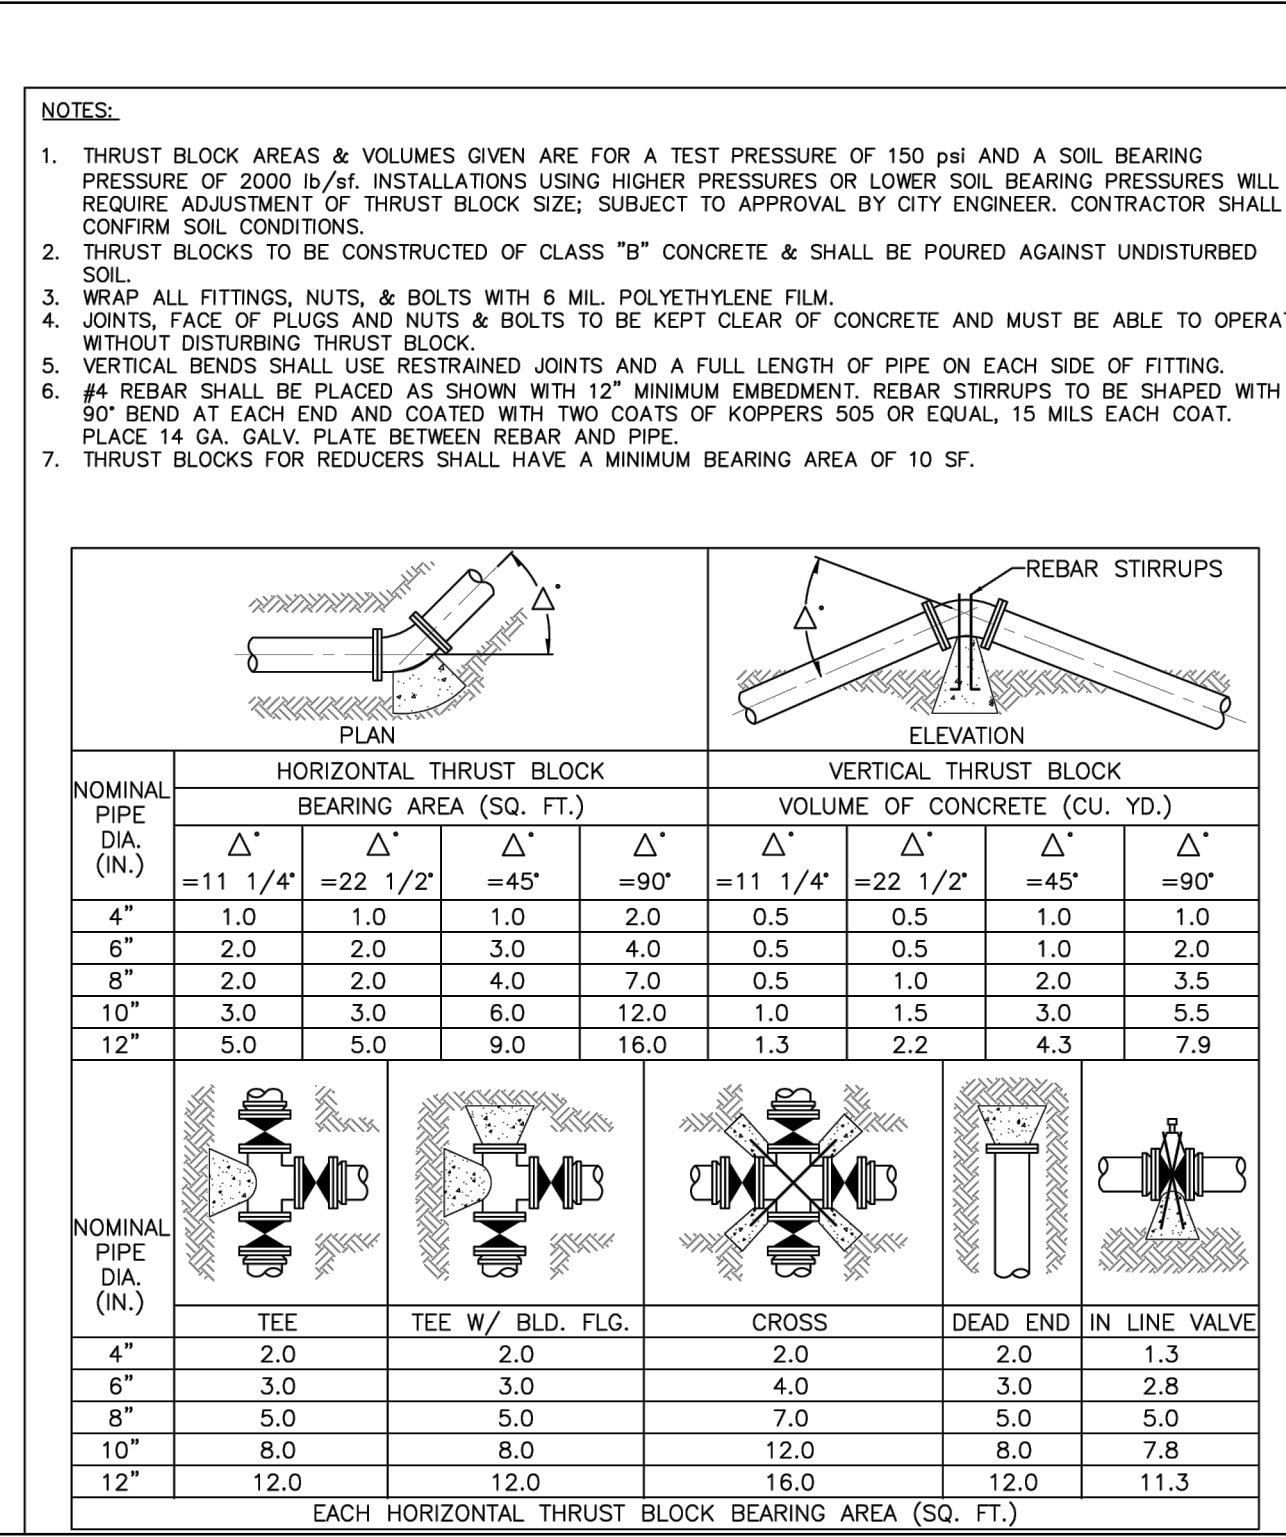 NOTES:
1. THRUST BLOCK AREAS & VOLUMES GIVEN ARE FOR A TEST PRESSURE OF 150 psi AND A SOIL BEARING
PRESSURE OF 2000 lb/sf. INSTALLATIONS USING HIGHER PRESSURES OR LOWER SOIL BEARING PRESSURES WILL
REQUIRE ADJUSTMENT OF THRUST BLOCK SIZE; SUBJECT TO APPROVAL BY CITY ENGINEER. CONTRACTOR SHALL
CONFIRM SOIL CONDITIONS.
2. THRUST BLOCKS TO BE CONSTRUCTED OF CLASS "B" CONCRETE & SHALL BE POURED AGAINST UNDISTURBED
SOIL.
3. WRAP ALL FITTINGS, NUTS, & BOLTS WITH 6 MIL. POLYETHYLENE FILM.
4. JOINTS, FACE OF PLUGS AND NUTS & BOLTS TO BE KEPT CLEAR OF CONCRETE AND MUST BE ABLE TO OPERAT
WITHOUT DISTURBING THRUST BLOCK.
5. VERTICAL BENDS SHALL USE RESTRAINED JOINTS AND A FULL LENGTH OF PIPE ON EACH SIDE OF FITTING.
6. #4 REBAR SHALL BE PLACED AS SHOWN WITH 12" MINIMUM EMBEDMENT. REBAR STIRRUPS TO BE SHAPED WITH
90° BEND AT EACH END AND COATED WITH TWO COATS OF KOPPERS 505 OR EQUAL, 15 MILS EACH COAT.
PLACE 14 GA. GALV. PLATE BETWEEN REBAR AND PIPE.
7. THRUST BLOCKS FOR REDUCERS SHALL HAVE A MINIMUM BEARING AREA OF 10 SF.
△°
PLAN
△°
REBAR STIRRUPS
ELEVATION
NOMINAL
PIPE
DIA.
(IN.)
HORIZONTAL THRUST BLOCK
VERTICAL THRUST BLOCK
BEARING AREA (SQ. FT.)
VOLUME OF CONCRETE (CU. YD.)
△° △° △° △° △° △° △° △°
=11 1/4° =22 1/2° =45° =90° =11 1/4° =22 1/2° =45° =90°
4" 1.0 1.0 1.0 2.0 0.5 0.5 1.0 1.0
6" 2.0 2.0 3.0 4.0 0.5 0.5 1.0 2.0
8" 2.0 2.0 4.0 7.0 0.5 1.0 2.0 3.5
10" 3.0 3.0 6.0 12.0 1.0 1.5 3.0 5.5
12" 5.0 5.0 9.0 16.0 1.3 2.2 4.3 7.9
NOMINAL
PIPE
DIA.
(IN.)
TEE TEE W/ BLD. FLG. CROSS DEAD END IN LINE VALVE
4" 2.0 2.0 2.0 2.0 1.3
6" 3.0 3.0 4.0 3.0 2.8
8" 5.0 5.0 7.0 5.0 5.0
10" 8.0 8.0 12.0 8.0 7.8
12" 12.0 12.0 16.0 12.0 11.3
EACH HORIZONTAL THRUST BLOCK BEARING AREA (SQ. FT.)